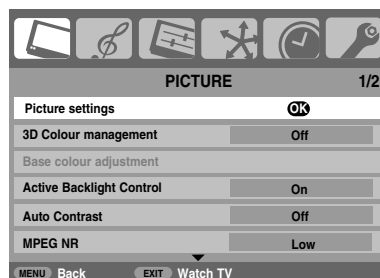 PICTURE 1/2
Picture settings OK
3D Colour management Off
Base colour adjustment
Active Backlight Control On
Auto Contrast Off
MPEG NR Low
MENU Back EXIT Watch TV